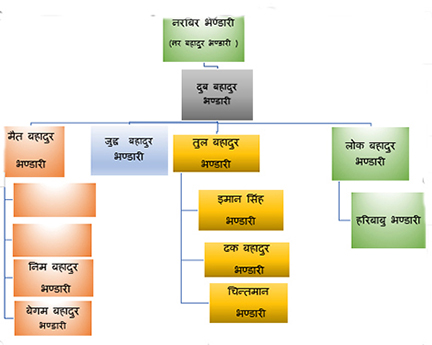 नराबर भण्डारी
(नर बहादुर भण्डारी )
दुब बहादुर
भण्डारी
मैत बहादुर
भण्डारी
जुद्ध बहादुर
भण्डारी
तुल बहादुर
भण्डारी
लोक बहादुर
भण्डारी
इमान सिंह
भण्डारी
हरिबाबु भण्डारी
टक बहादुर
भण्डारी
निम बहादुर
भण्डारी
चिन्तमान
भण्डारी
बेगम बहादुर
भण्डारी